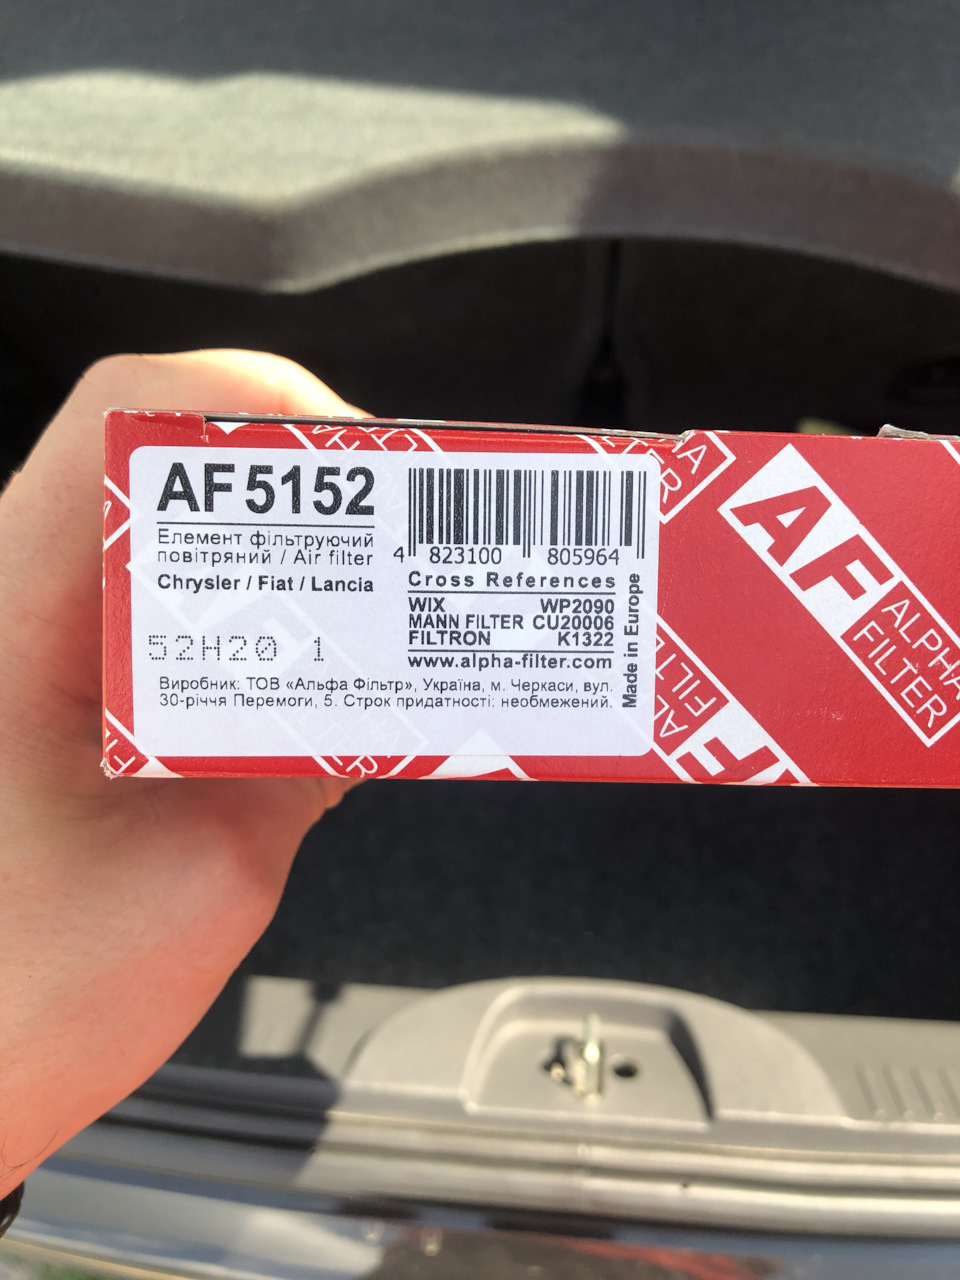 AF 5152
Елемент фільтруючий
повітряний / Air filter
Chrysler / Fiat / Lancia
52H20 1
4 823100 805964
Cross References
WIX WP2090
MANN FILTER CU20006
FILTRON K1322
www.alpha-filter.com
Made in Europe
Виробник: ТОВ «Альфа Фільтр», Україна, м. Черкаси, вул.
30-річчя Перемоги, 5. Строк придатності: необмежений.
AF
ALPHA
FILTER